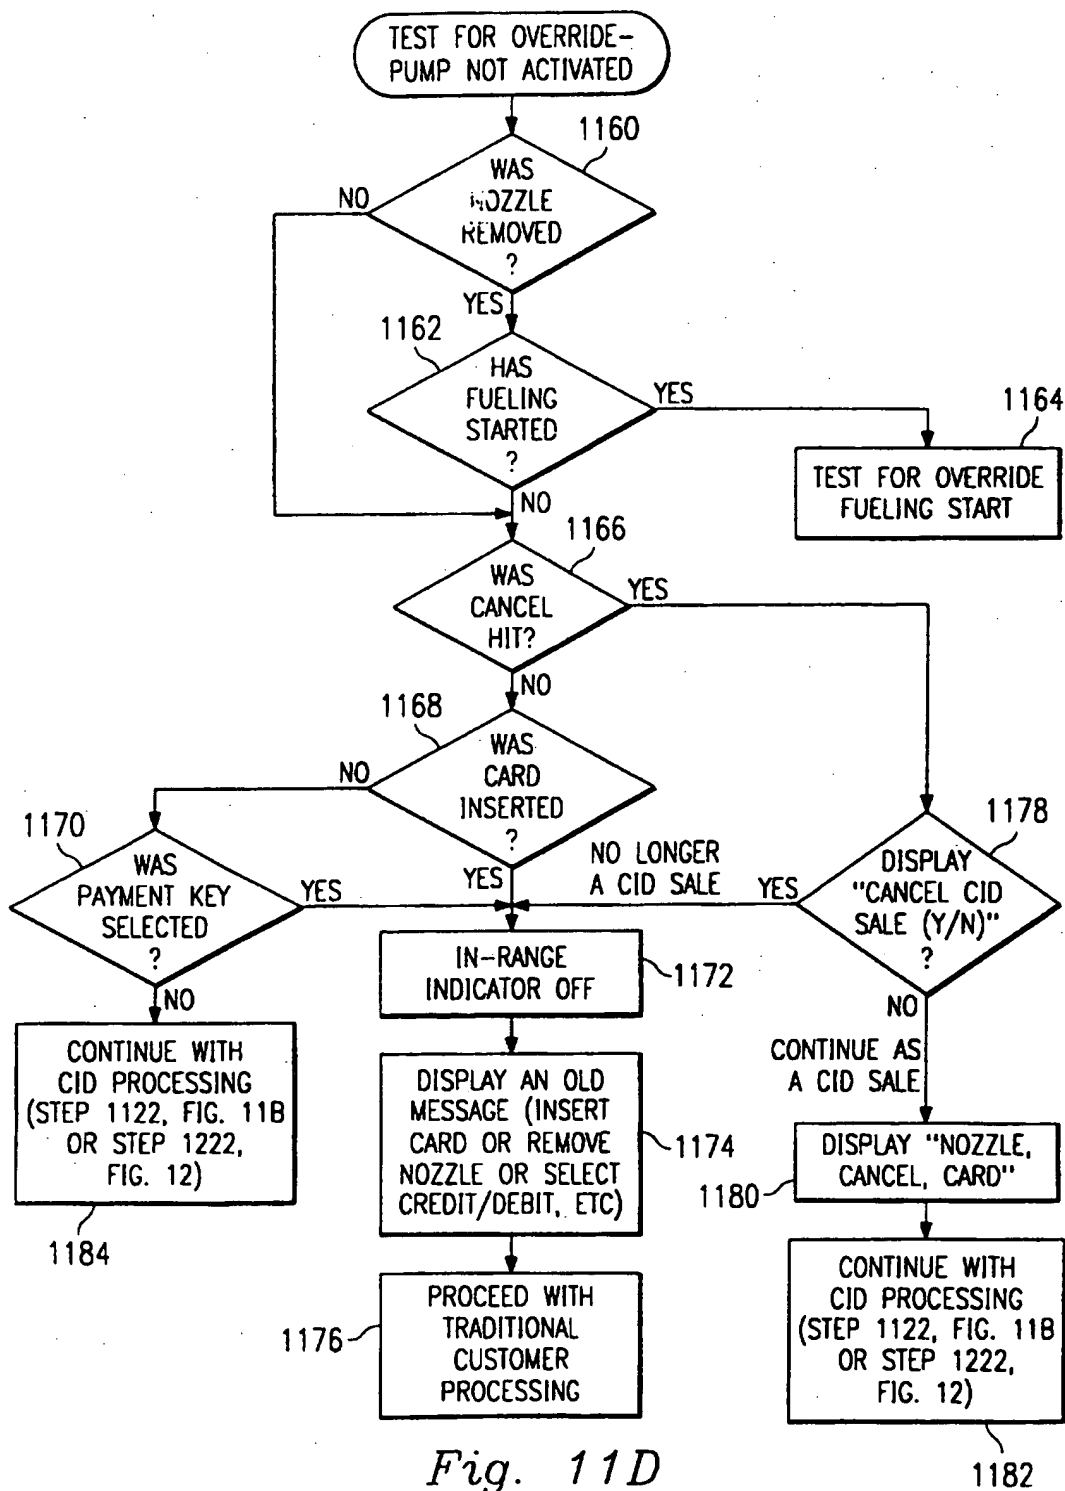 TEST FOR OVERRIDE-
PUMP NOT ACTIVATED
1160
WAS
NOZZLE
REMOVED
?
NO
YES
1162
HAS
FUELING
STARTED
?
YES
1164
TEST FOR OVERRIDE
FUELING START
NO
1166
WAS
CANCEL
HIT?
YES
NO
1168
WAS
CARD
INSERTED
?
NO
YES
1170
WAS
PAYMENT KEY
SELECTED
?
YES
NO
NO LONGER
A CID SALE
1178
DISPLAY
"CANCEL CID
SALE (Y/N)"
?
YES
NO
IN-RANGE
INDICATOR OFF
1172
CONTINUE WITH
CID PROCESSING
(STEP 1122, FIG. 11B
OR STEP 1222,
FIG. 12)
1184
DISPLAY AN OLD
MESSAGE (INSERT
CARD OR REMOVE
NOZZLE OR SELECT
CREDIT/DEBIT, ETC)
1174
CONTINUE AS
A CID SALE
DISPLAY "NOZZLE,
CANCEL, CARD"
1180
PROCEED WITH
TRADITIONAL
CUSTOMER
PROCESSING
1176
CONTINUE WITH
CID PROCESSING
(STEP 1122, FIG. 11B
OR STEP 1222,
FIG. 12)
1182
Fig. 11D